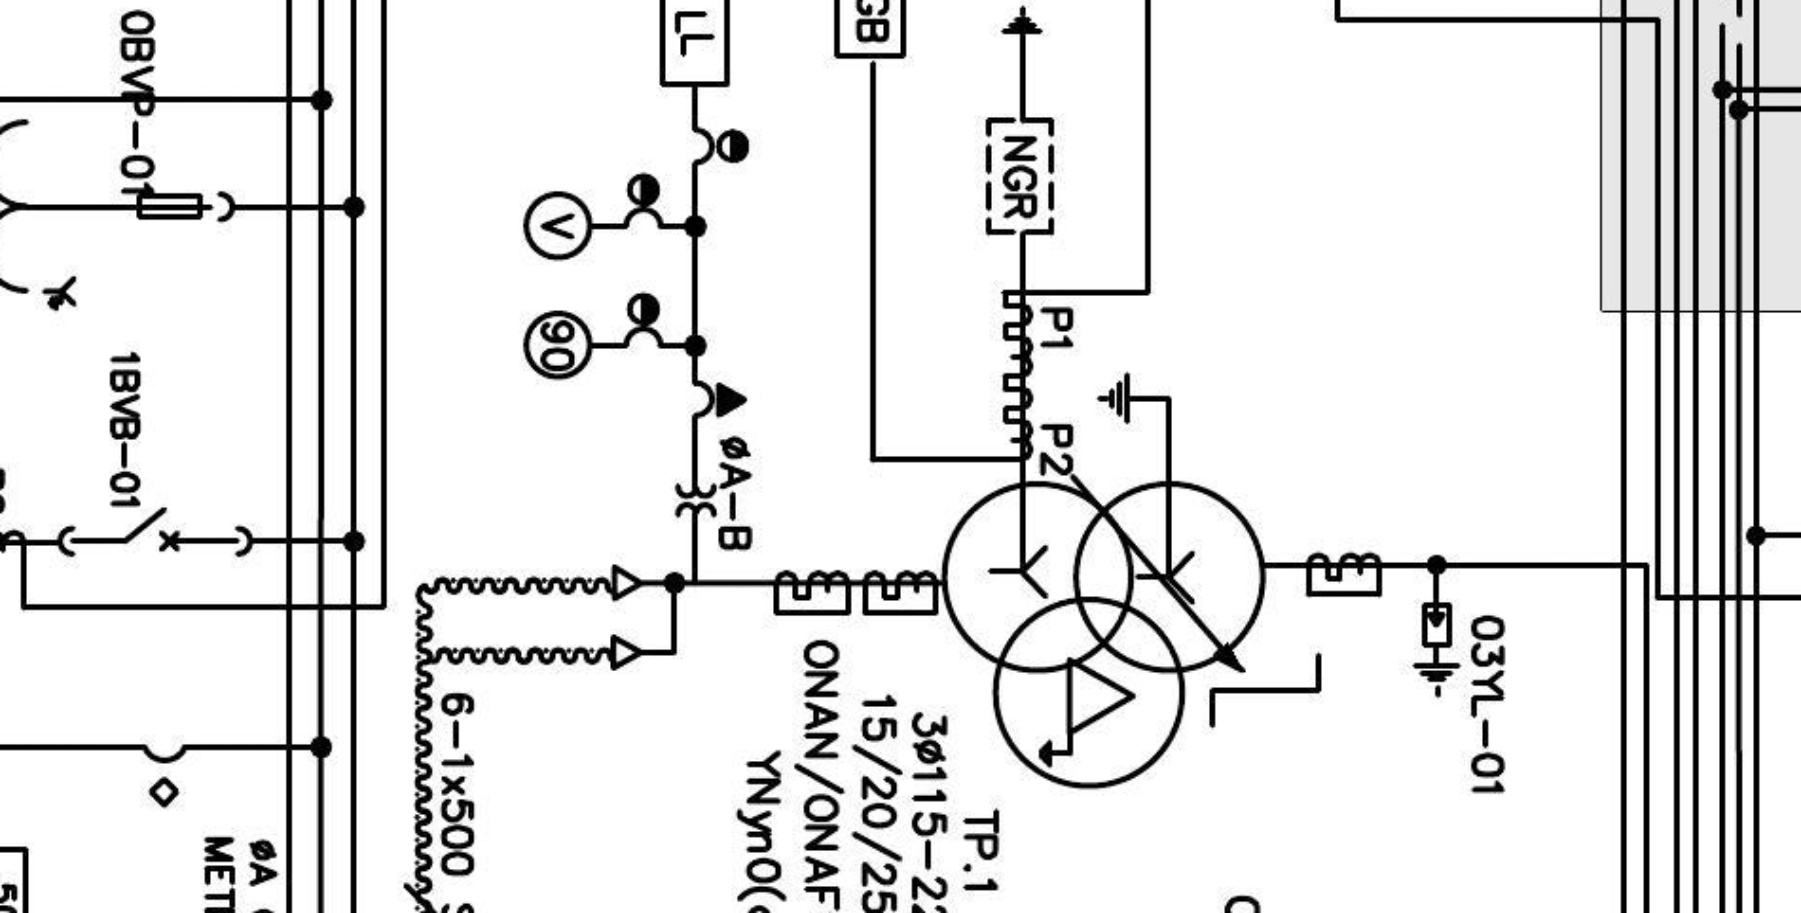 0BVP-01
1BVB-01
LL
GB
NGR
P1
P2
V
90
ØA-B
03YL-01
TP.1
3Ø115-22
15/20/25
ONAN/ONAF
YNyn0(
6-1x500
ØA